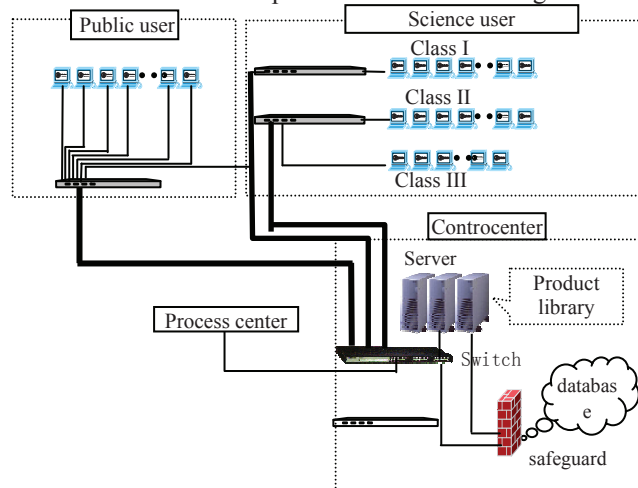 Public user
Science user
Class I
Class II
Class III
Controcenter
Server
Product
library
Process center
Switch
databas
e
safeguard